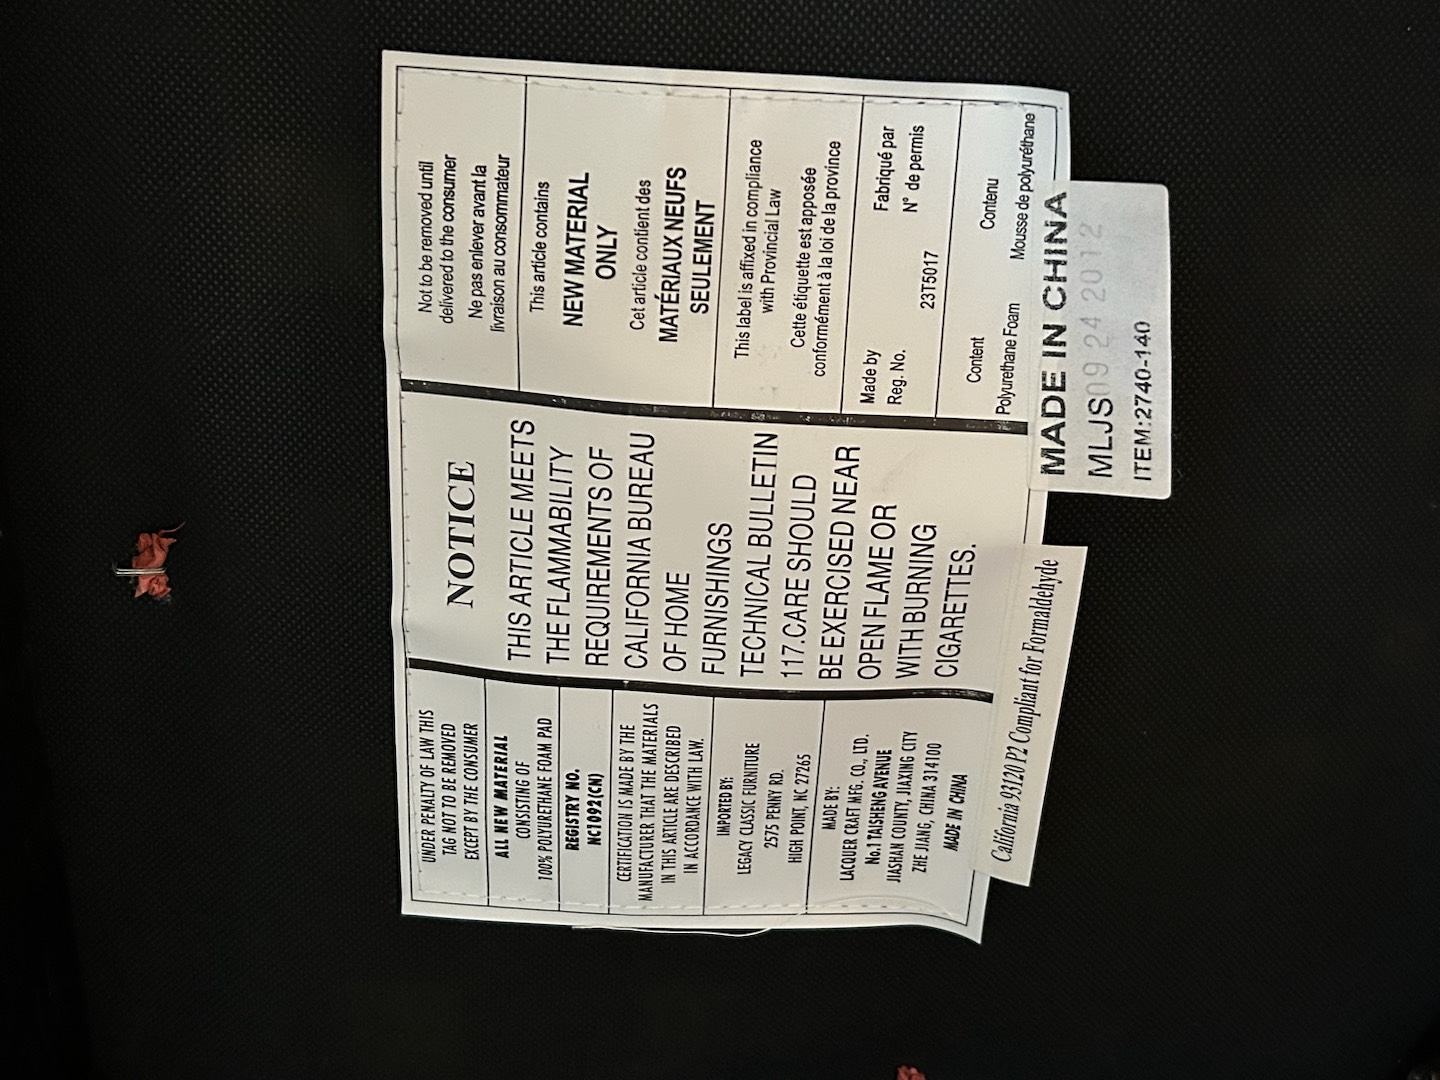 UNDER PENALTY OF LAW THIS
TAG NOT TO BE REMOVED
EXCEPT BY THE CONSUMER
ALL NEW MATERIAL
CONSISTING OF
100% POLYURETHANE FOAM PAD
REGISTRY NO.
NC1092(CN)
CERTIFICATION IS MADE BY THE
MANUFACTURER THAT THE MATERIALS
IN THIS ARTICLE ARE DESCRIBED
IN ACCORDANCE WITH LAW.
IMPORTED BY:
LEGACY CLASSIC FURNITURE
2575 PENNY RD.
HIGH POINT, NC 27265
MADE BY:
LACQUER CRAFT MFG. CO., LTD.
No.1 TAISHENG AVENUE
JIASHAN COUNTY, JIAXING CITY
ZHE JIANG, CHINA 314100
MADE IN CHINA
California 93120 P2 Compliant for Formaldehyde
NOTICE
THIS ARTICLE MEETS
THE FLAMMABILITY
REQUIREMENTS OF
CALIFORNIA BUREAU
OF HOME
FURNISHINGS
TECHNICAL BULLETIN
117.CARE SHOULD
BE EXERCISED NEAR
OPEN FLAME OR
WITH BURNING
CIGARETTES.
Not to be removed until
delivered to the consumer
Ne pas enlever avant la
livraison au consommateur
This article contains
NEW MATERIAL
ONLY
Cet article contient des
MATÉRIAUX NEUFS
SEULEMENT
This label is affixed in compliance
with Provincial Law
Cette étiquette est apposée
conformément à la loi de la province
Made by Fabriqué par
Reg. No. N° de permis
23T5017
Content Contenu
Polyurethane Foam Mousse de polyuréthane
MADE IN CHINA
MLJS09 24 2012
ITEM:2740-140